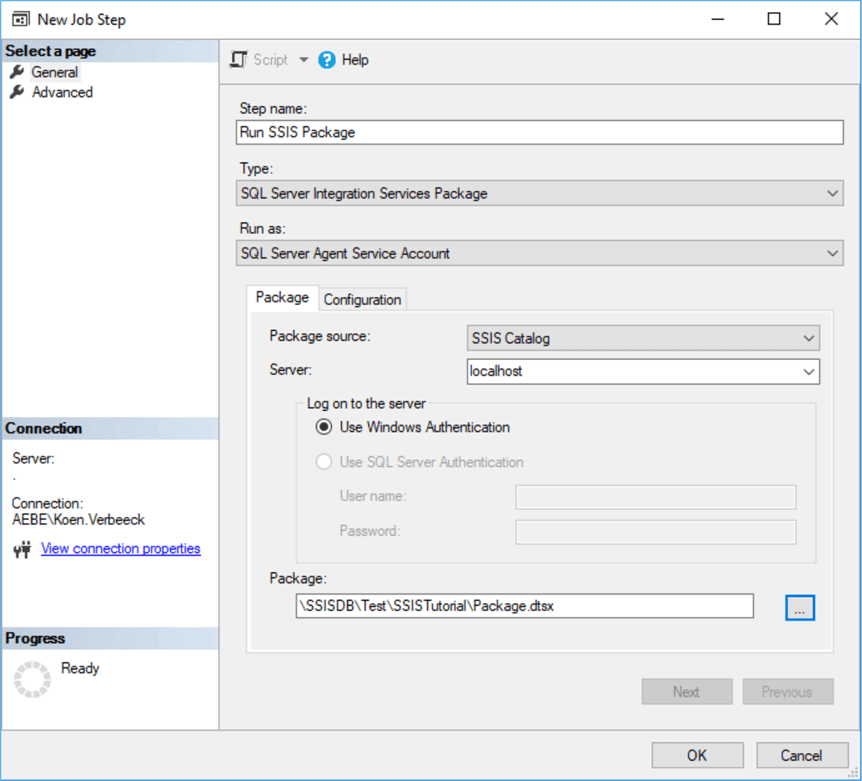 New Job Step
Select a page
General
Advanced
Script
Help
Step name:
Run SSIS Package
Type:
SQL Server Integration Services Package
Run as:
SQL Server Agent Service Account
Package
Configuration
Package source:
SSIS Catalog
Server:
localhost
Log on to the server
Use Windows Authentication
Use SQL Server Authentication
User name:
Password:
Package:
\SSISDB\Test\SSISTutorial\Package.dtsx
...
Connection
Server:
.
Connection:
AEBE\Koen.Verbeeck
View connection properties
Progress
Ready
Next
Previous
OK
Cancel